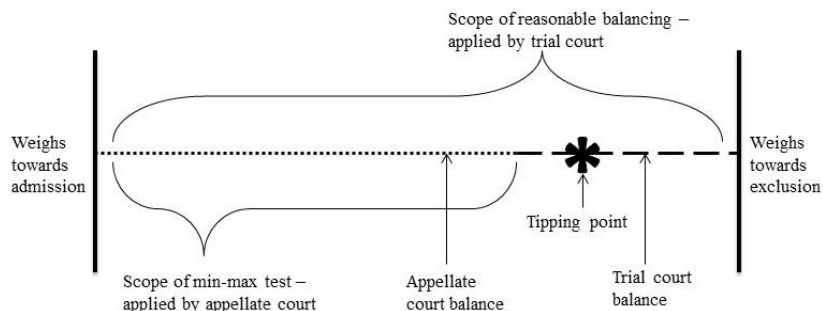 Scope of reasonable balancing –
applied by trial court
Weighs
towards
admission
Weighs
towards
exclusion
Tipping point
Scope of min-max test –
applied by appellate court
Appellate
court balance
Trial court
balance